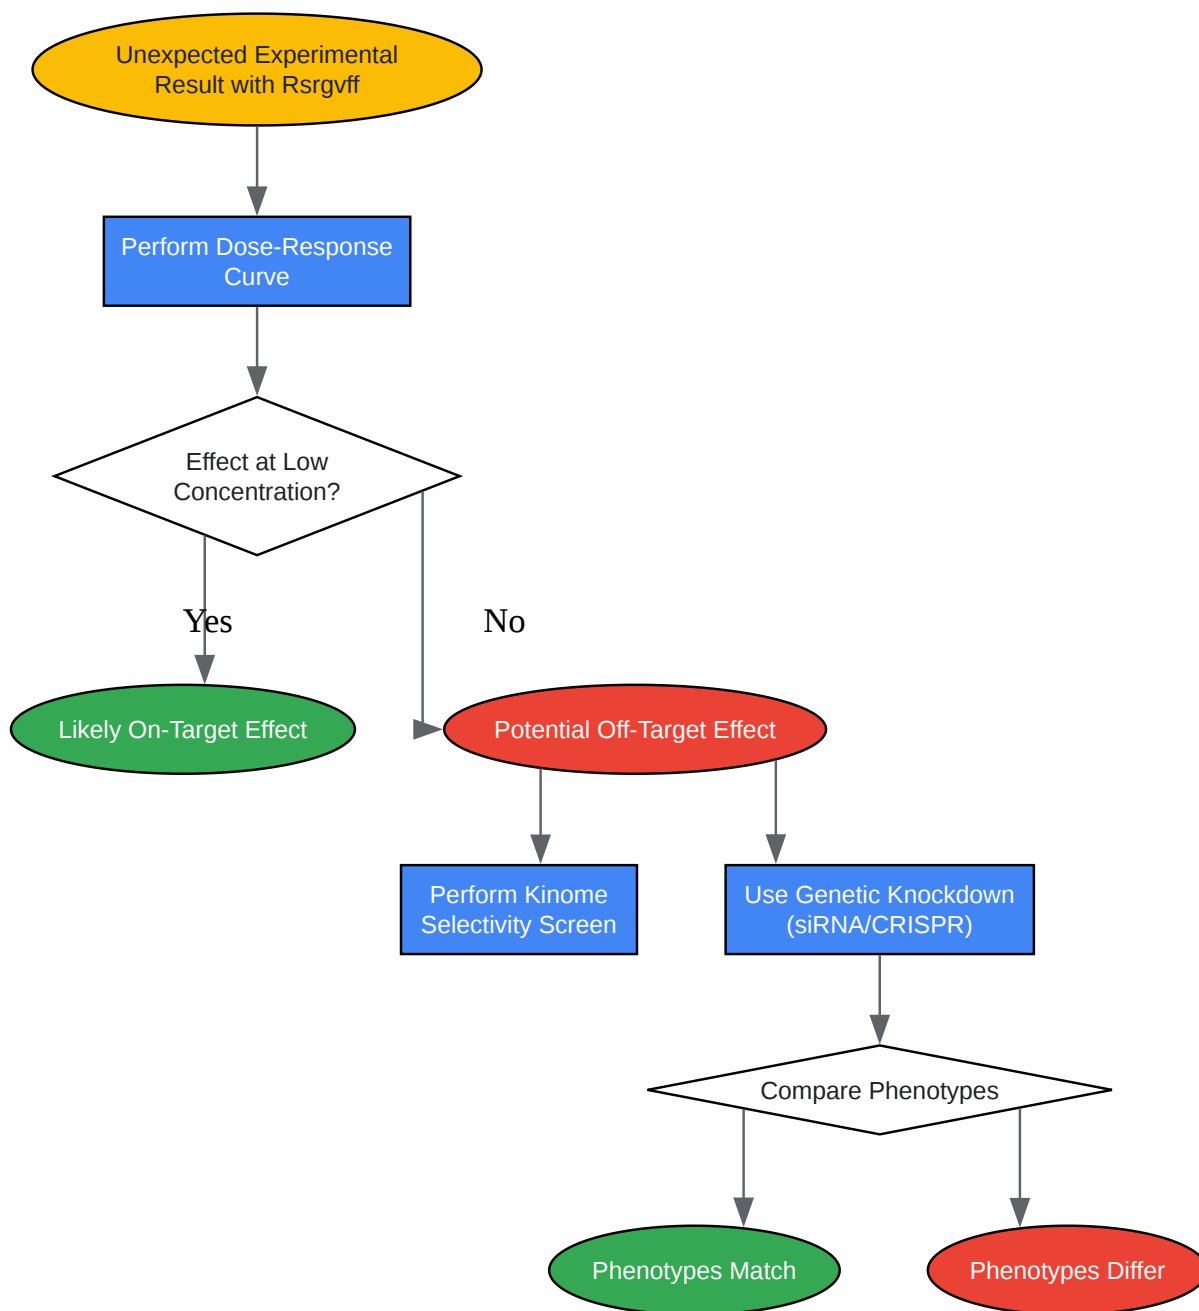 Unexpected Experimental
Result with Rsrgvff
Perform Dose-Response
Curve
Effect at Low
Concentration?
Yes
No
Likely On-Target Effect
Potential Off-Target Effect
Perform Kinome
Selectivity Screen
Use Genetic Knockdown
(siRNA/CRISPR)
Compare Phenotypes
Phenotypes Match
Phenotypes Differ